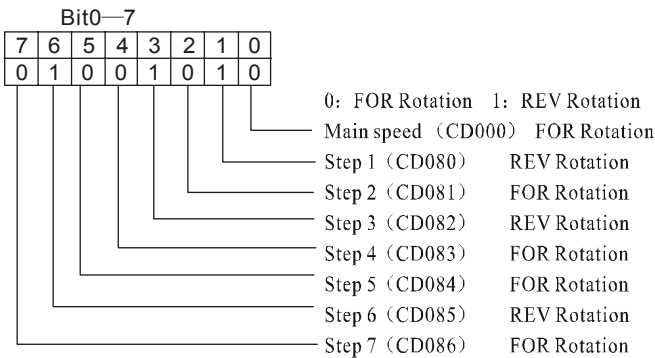 Bit0—7
7 6 5 4 3 2 1 0
0 1 0 0 1 0 1 0
0: FOR Rotation 1: REV Rotation
Main speed （CD000） FOR Rotation
Step 1（CD080） REV Rotation
Step 2（CD081） FOR Rotation
Step 3（CD082） REV Rotation
Step 4（CD083） FOR Rotation
Step 5（CD084） FOR Rotation
Step 6（CD085） REV Rotation
Step 7（CD086） FOR Rotation